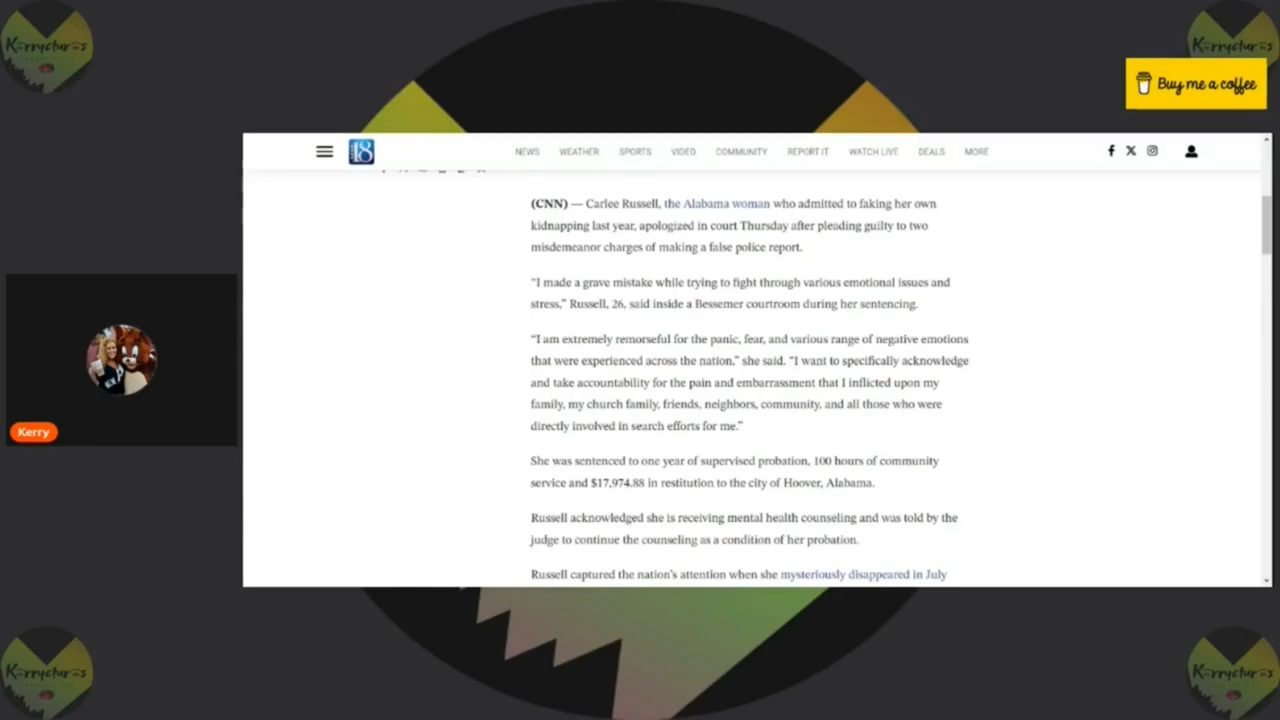 Kerryctures
Kerryctures
Buy me a coffee
18
NEWS WEATHER SPORTS VIDEO COMMUNITY REPORT IT WATCH LIVE DEALS MORE
(CNN) — Carlee Russell, the Alabama woman who admitted to faking her own
kidnapping last year, apologized in court Thursday after pleading guilty to two
misdemeanor charges of making a false police report.
“I made a grave mistake while trying to fight through various emotional issues and
stress,” Russell, 26, said inside a Bessemer courtroom during her sentencing.
“I am extremely remorseful for the panic, fear, and various range of negative emotions
that were experienced across the nation,” she said. “I want to specifically acknowledge
and take accountability for the pain and embarrassment that I inflicted upon my
family, my church family, friends, neighbors, community, and all those who were
directly involved in search efforts for me.”
She was sentenced to one year of supervised probation, 100 hours of community
service and $17,974.88 in restitution to the city of Hoover, Alabama.
Russell acknowledged she is receiving mental health counseling and was told by the
judge to continue the counseling as a condition of her probation.
Russell captured the nation’s attention when she mysteriously disappeared in July
Kerry
Kerryctures
Kerryctures